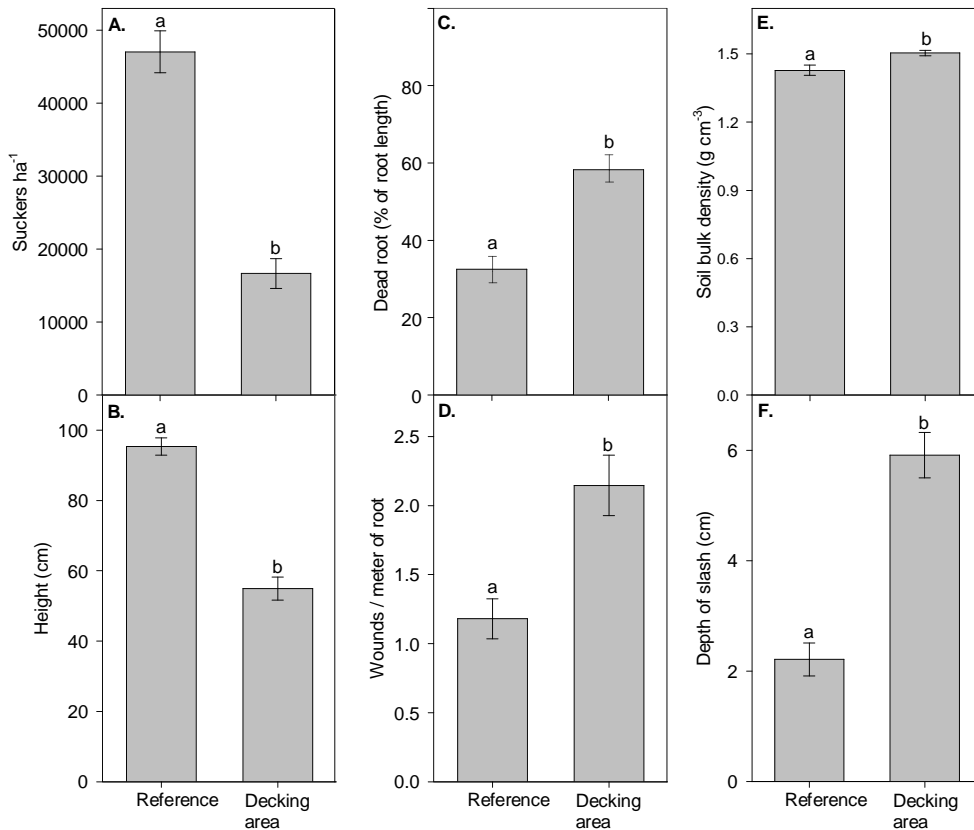 A.
Suckers ha-1
50000
40000
30000
20000
10000
0
a
b
B.
Height (cm)
100
80
60
40
20
0
a
b
Reference
Decking
area
C.
Dead root (% of root length)
80
60
40
20
0
a
b
D.
Wounds / meter of root
2.5
2.0
1.5
1.0
0.5
0.0
a
b
Reference
Decking
area
E.
Soil bulk density (g cm-3)
1.5
1.2
0.9
0.6
0.3
0.0
a
b
F.
Depth of slash (cm)
6
4
2
0
a
b
Reference
Decking
area